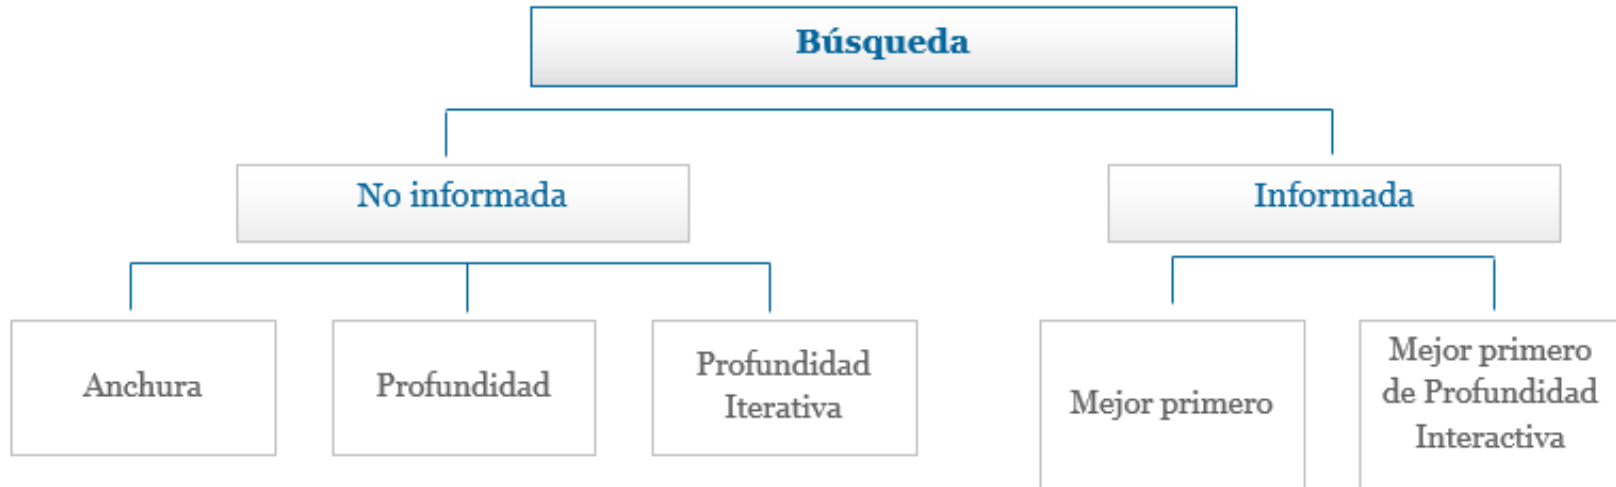 Búsqueda
No informada
Informada
Anchura
Profundidad
Profundidad
Iterativa
Mejor primero
Mejor primero
de Profundidad
Interactiva